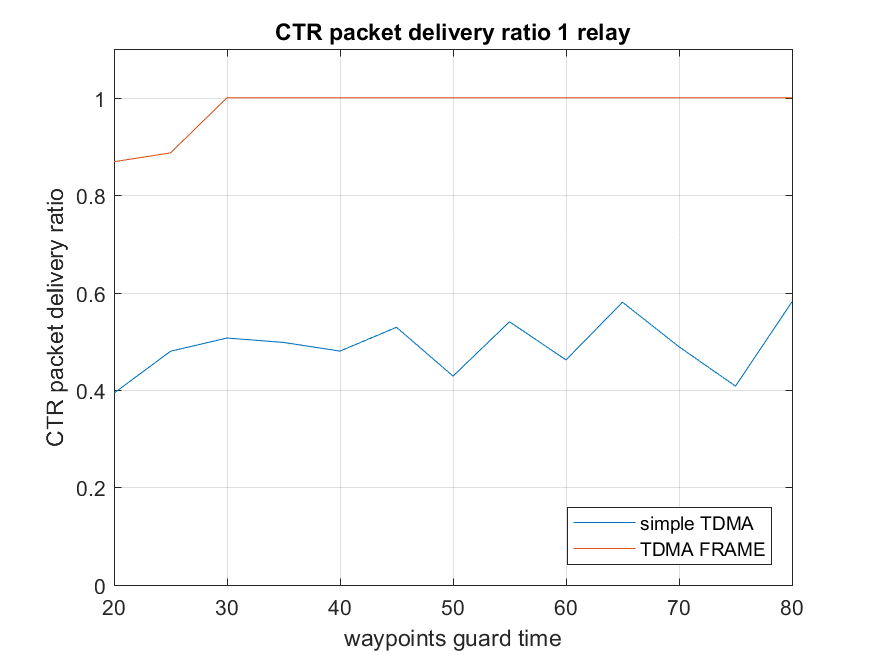 CTR packet delivery ratio 1 relay
CTR packet delivery ratio
1
0.8
0.6
0.4
0.2
0
20 30 40 50 60 70 80
waypoints guard time
simple TDMA
TDMA FRAME